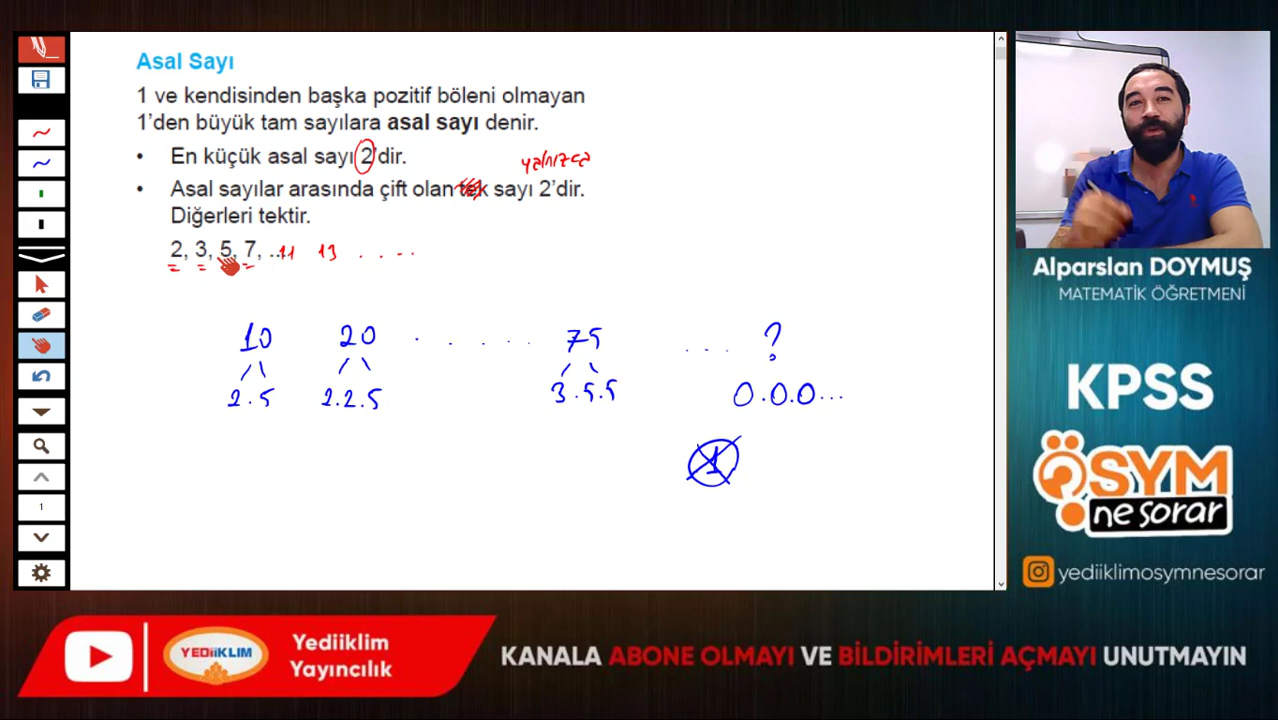 Asal Sayı
1 ve kendisinden başka pozitif böleni olmayan
1'den büyük tam sayılara asal sayı denir.
• En küçük asal sayı 2'dir.
yalnızca
• Asal sayılar arasında çift olan tek sayı 2'dir.
Diğerleri tektir.
2, 3, 5, 7, ... 11 13 ....
10 20 ..... 75 ... ?
2.5 2.2.5 3.5.5 0.0.0...
1
1
Alparslan DOYMUŞ
MATEMATİK ÖĞRETMENİ
KPSS
ÖSYM
ne sorar
yediiklimosymnesorar
YEDİİKLİM
Yediiklim
Yayıncılık
KANALA ABONE OLMAYI VE BİLDİRİMLERİ AÇMAYI UNUTMAYIN